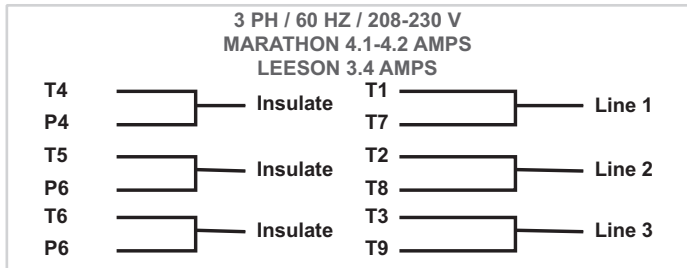 3 PH / 60 HZ / 208-230 V
MARATHON 4.1-4.2 AMPS
LEESON 3.4 AMPS
T4
P4
Insulate
T1
T7
Line 1
T5
P6
Insulate
T2
T8
Line 2
T6
P6
Insulate
T3
T9
Line 3